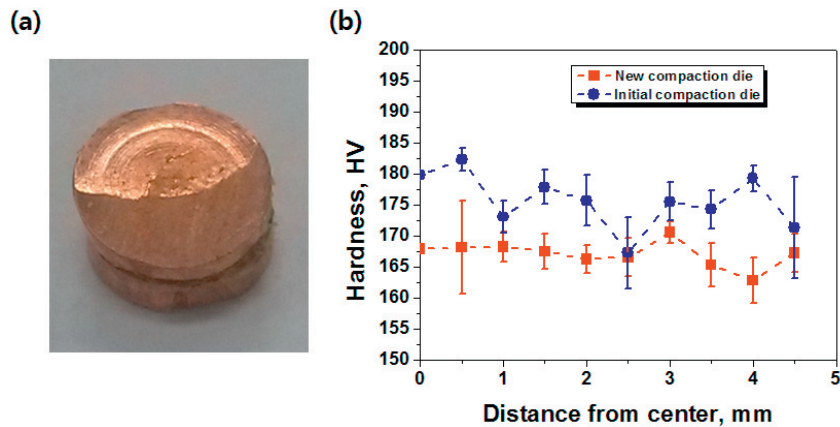 (a)
(b)
200
195
190
185
180
175
170
165
160
155
150
Hardness, HV
New compaction die
Initial compaction die
0
1
2
3
4
5
Distance from center, mm